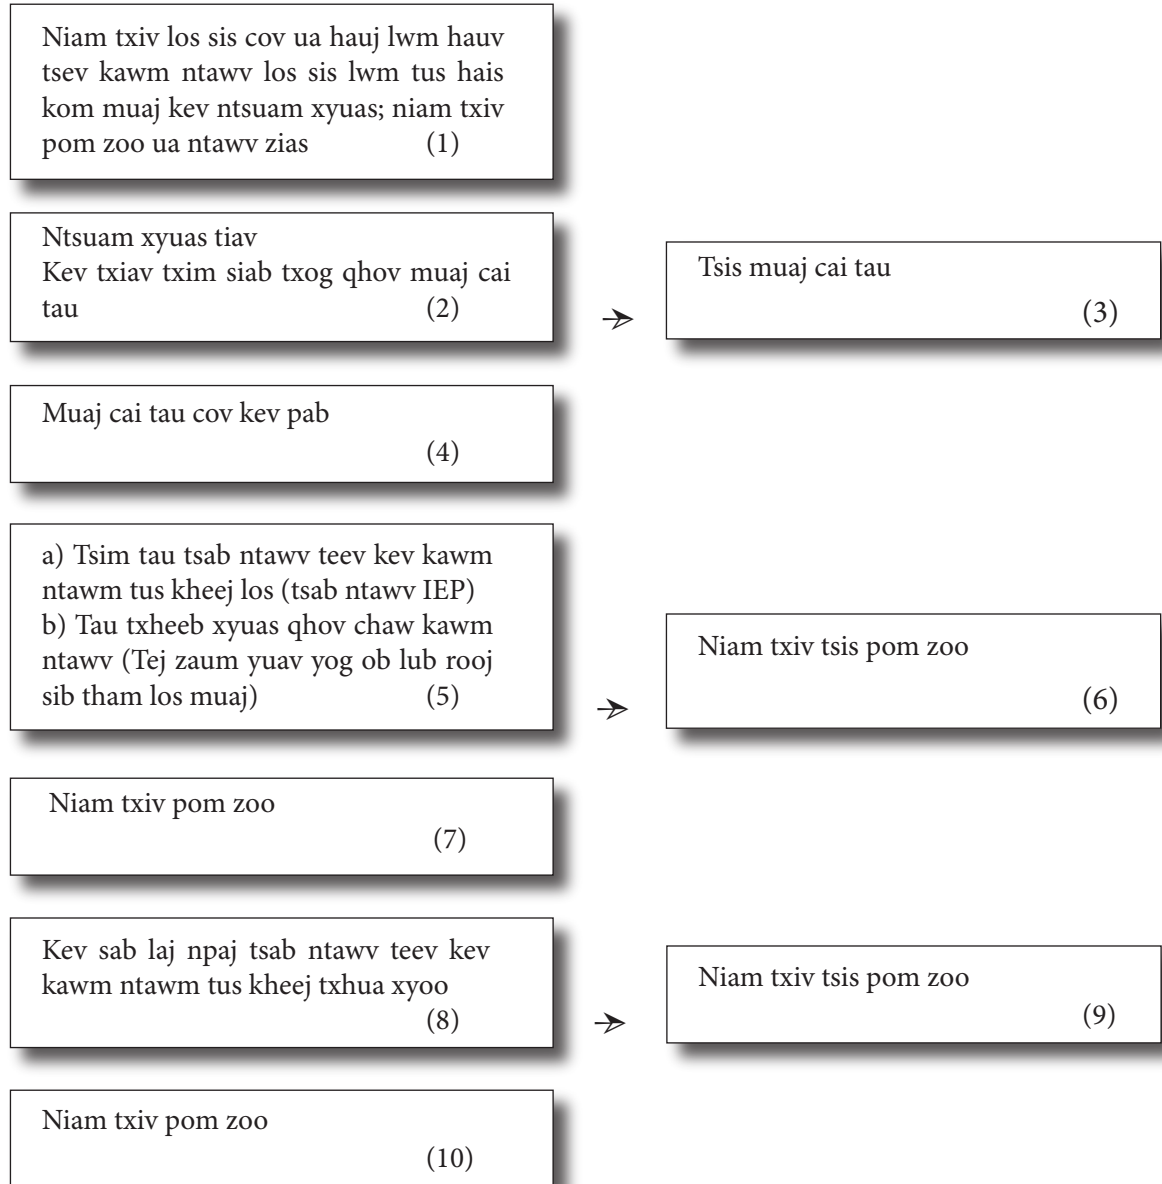 Niam txiv los sis cov ua hauj lwm hauv
tsev kawm ntawv los sis lwm tus hais
kom muaj kev ntsuam xyuas; niam txiv
pom zoo ua ntawv zias (1)
Ntsuam xyuas tiav
Kev txiav txim siab txog qhov muaj cai
tau (2)
Tsis muaj cai tau
(3)
Muaj cai tau cov kev pab
(4)
a) Tsim tau tsab ntawv teev kev kawm
ntawm tus kheej los (tsab ntawv IEP)
b) Tau txheeb xyuas qhov chaw kawm
ntawv (Tej zaum yuav yog ob lub rooj
sib tham los muaj) (5)
Niam txiv tsis pom zoo
(6)
Niam txiv pom zoo
(7)
Kev sab laj npaj tsab ntawv teev kev
kawm ntawm tus kheej txhua xyoo
(8)
Niam txiv tsis pom zoo
(9)
Niam txiv pom zoo
(10)